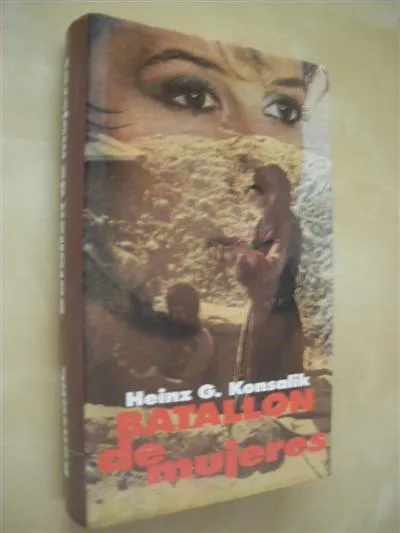 Heinz G. Konsalik
BATALLON
de
mujeres